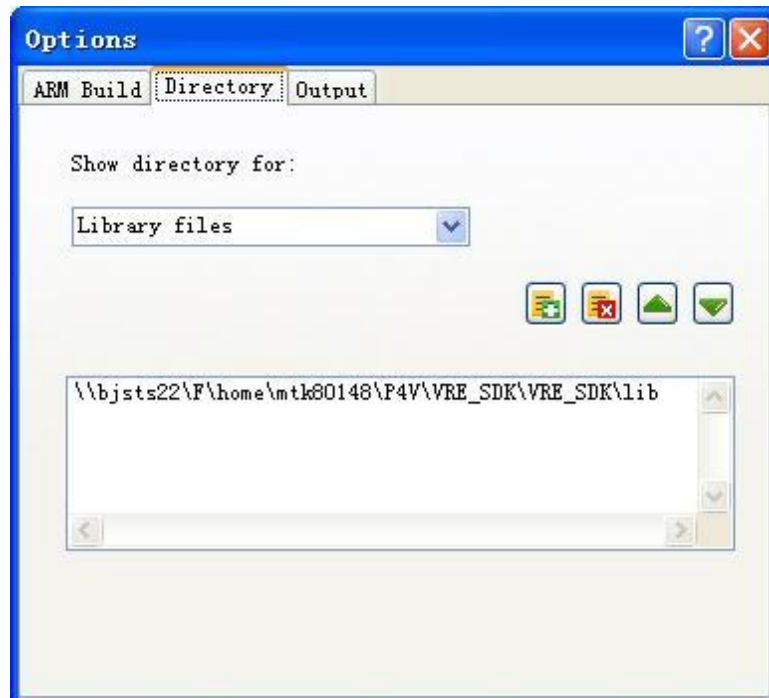 Options
ARM Build Directory Output
Show directory for:
Library files
\\bjsts22\F\home\mtk80148\P4V\VRE_SDK\VRE_SDK\lib